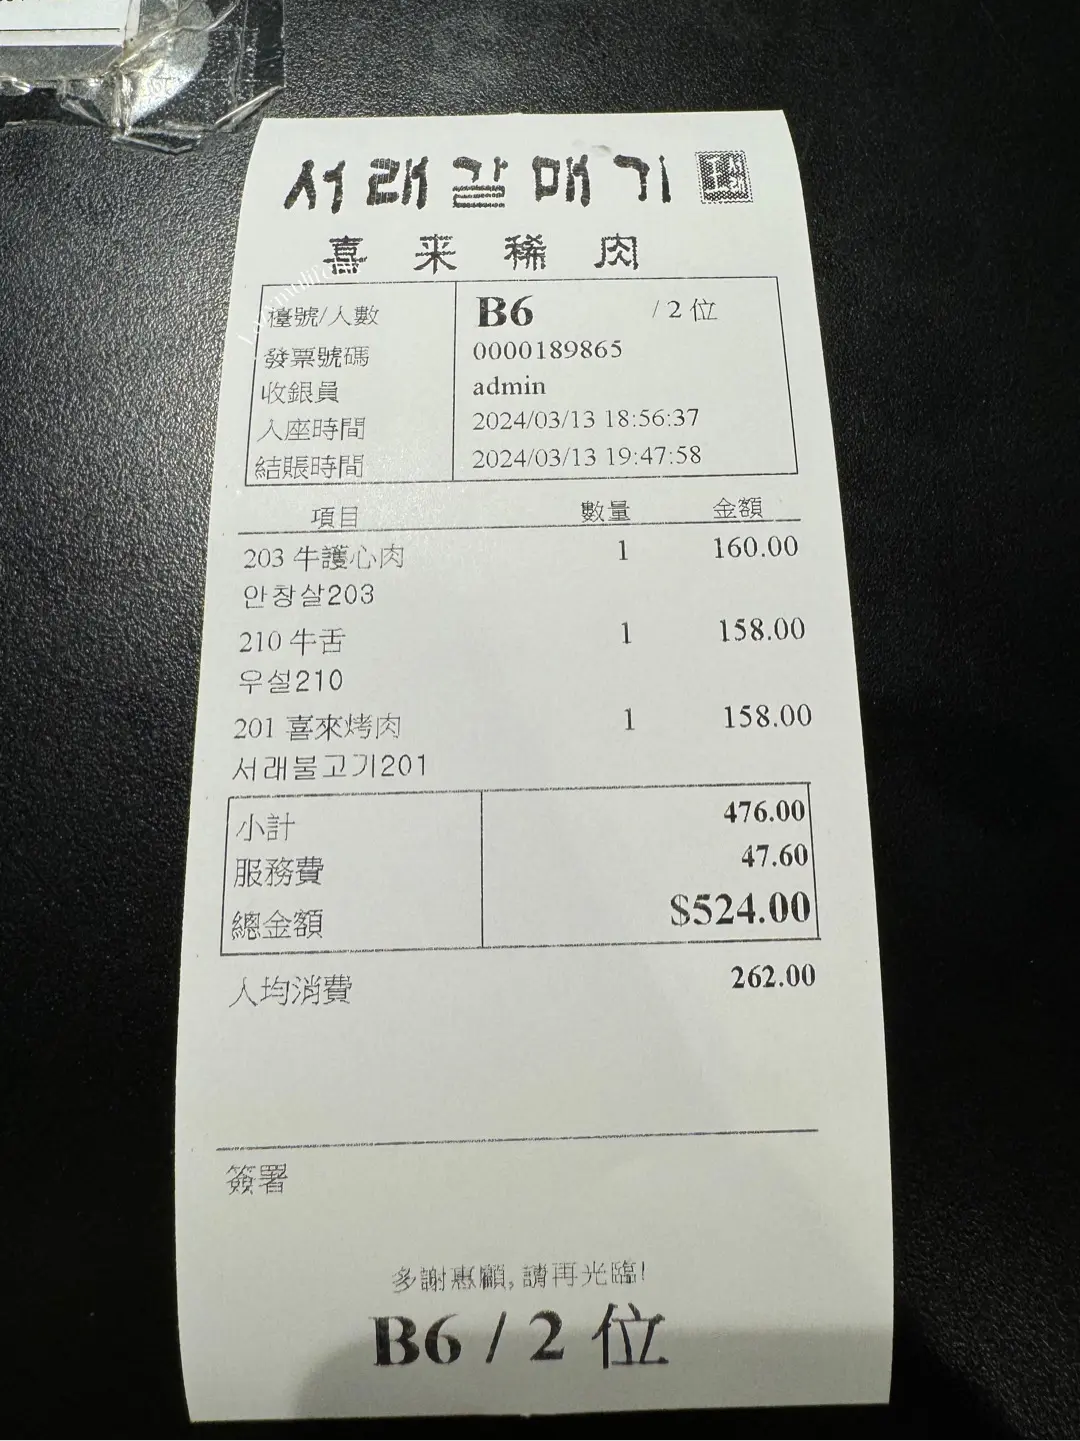 서래갈매기
喜来稀肉
檯號/人數 B6 / 2 位
發票號碼 0000189865
收銀員 admin
入座時間 2024/03/13 18:56:37
結賬時間 2024/03/13 19:47:58
項目 數量 金額
203 牛護心肉 1 160.00
안창살203
210 牛舌 1 158.00
우설210
201 喜來烤肉 1 158.00
서래불고기201
小計 476.00
服務費 47.60
總金額 $524.00
人均消費 262.00
簽署
多謝惠顧,請再光臨!
B6 / 2 位